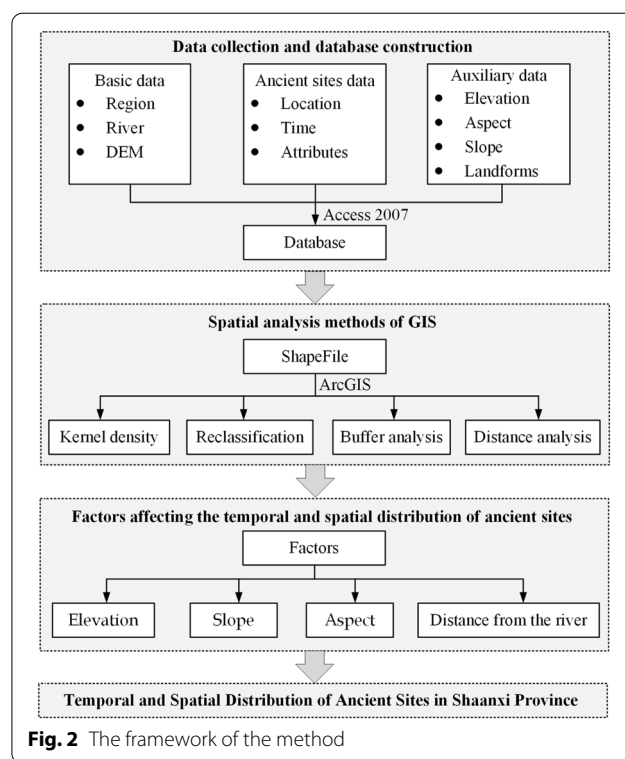 Data collection and database construction
Basic data
● Region
● River
● DEM
Ancient sites data
● Location
● Time
● Attributes
Auxiliary data
● Elevation
● Aspect
● Slope
● Landforms
Access 2007
Database
Spatial analysis methods of GIS
ShapeFile
ArcGIS
Kernel density
Reclassification
Buffer analysis
Distance analysis
Factors affecting the temporal and spatial distribution of ancient sites
Factors
Elevation
Slope
Aspect
Distance from the river
Temporal and Spatial Distribution of Ancient Sites in Shaanxi Province
Fig. 2 The framework of the method